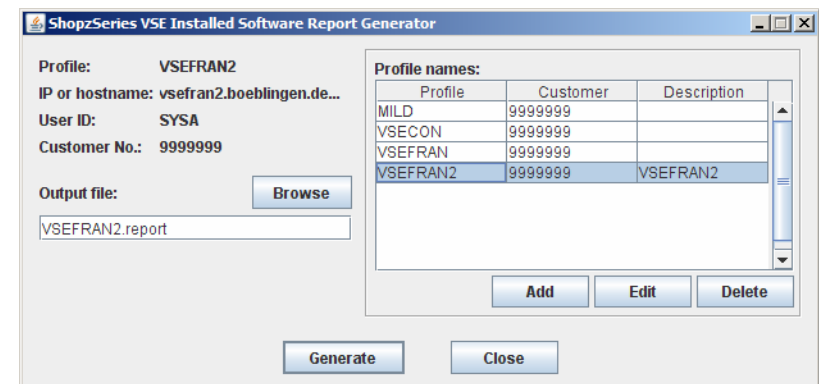 ShopzSeries VSE Installed Software Report Generator
Profile: VSEFRAN2
IP or hostname: vsefran2.boeblingen.de...
User ID: SYSA
Customer No.: 9999999
Output file: Browse
VSEFRAN2.report
Profile names:
Profile Customer Description
MILD 9999999
VSECON 9999999
VSEFRAN 9999999
VSEFRAN2 9999999 VSEFRAN2
Add Edit Delete
Generate Close